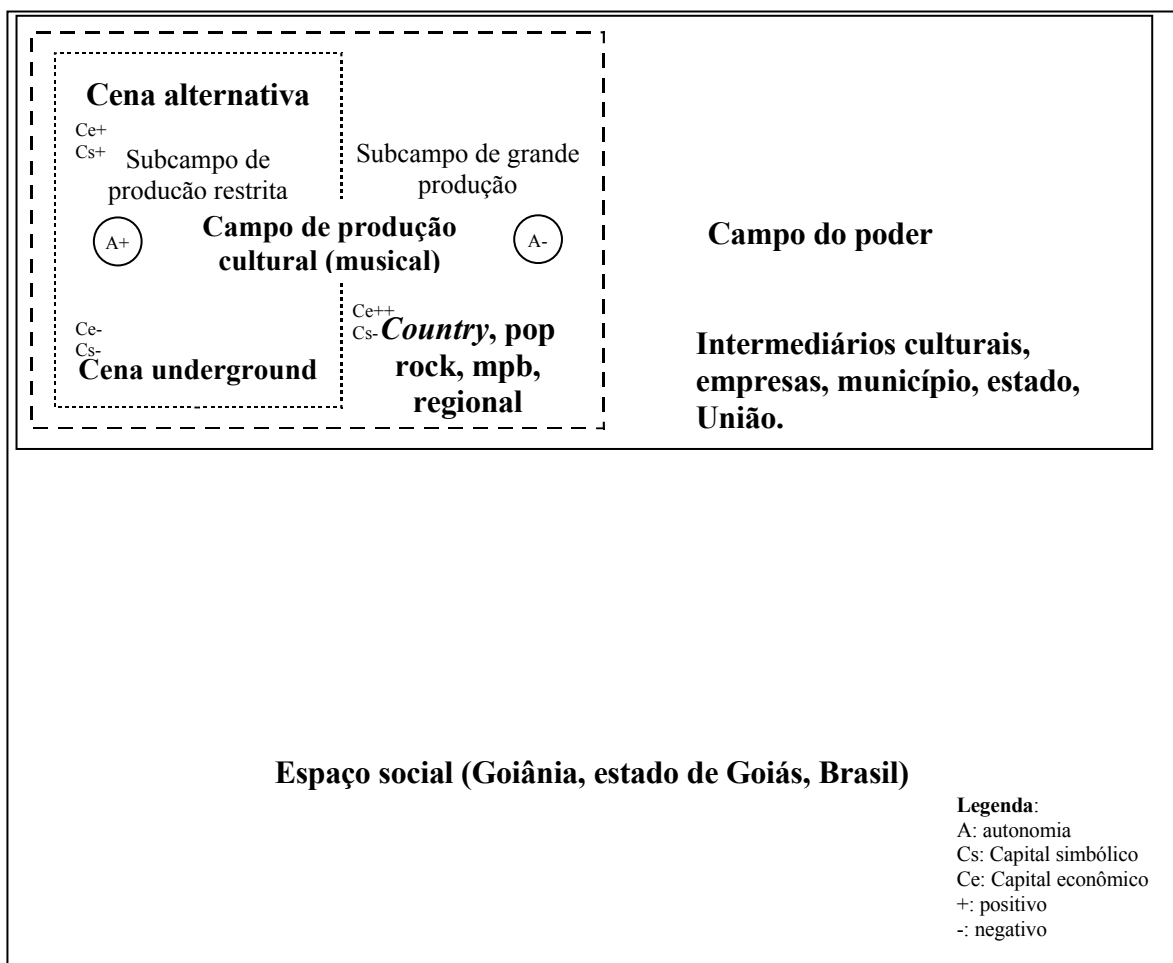 Cena alternativa
Ce+
Cs+
Subcampo de
producão restrita
Subcampo de grande
produção
A+
Campo de produção
cultural (musical)
A-
Campo do poder
Ce-
Cs-
Cena underground
Ce++
Cs-
Country, pop
rock, mpb,
regional
Intermediários culturais,
empresas, município, estado,
União.
Espaço social (Goiânia, estado de Goiás, Brasil)
Legenda:
A: autonomia
Cs: Capital simbólico
Ce: Capital econômico
+: positivo
-: negativo